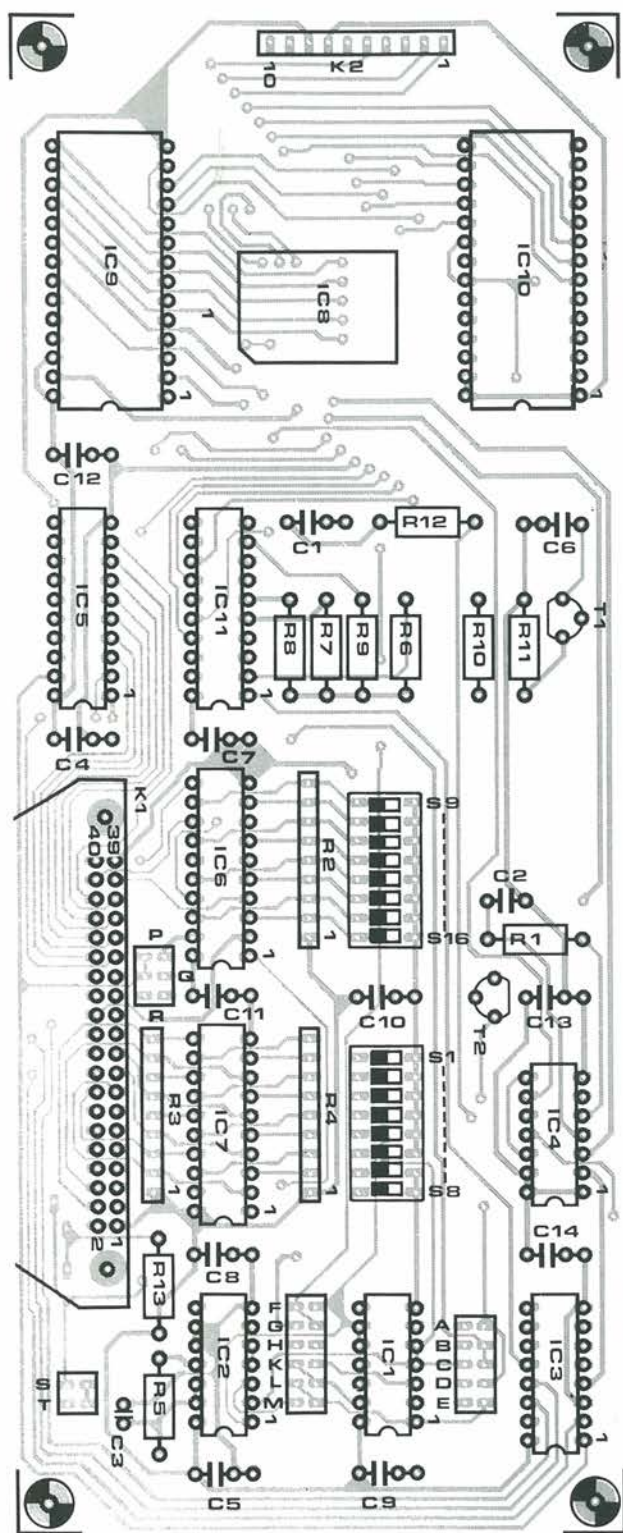 10 K2 1
IC9
IC8
IC10
1
1
1
C12
C1
R12
C6
IC5
IC11
R8
R7
R9
R6
R10
R11
T1
1
1
C4
C7
K1
40
39
IC6
R2
S9
C2
1
1
S16
R1
P
Q
R
C11
C10
T2
C13
R3
IC7
R4
S1
IC4
1
1
1
S8
1
2
1
C8
C14
R13
IC2
F
G
H
K
L
M
IC1
A
B
C
D
E
IC3
S
T
C3
R5
1
1
1
C5
C9